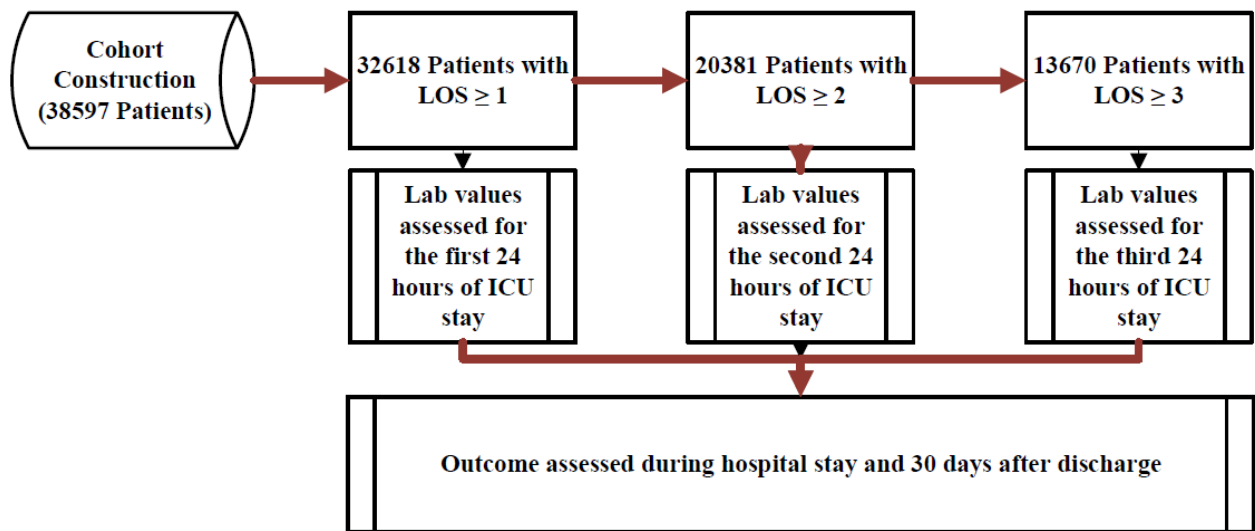 Cohort
Construction
(38597 Patients)
32618 Patients with
LOS ≥ 1
20381 Patients with
LOS ≥ 2
13670 Patients with
LOS ≥ 3
Lab values
assessed for
the first 24
hours of ICU
stay
Lab values
assessed for
the second 24
hours of ICU
stay
Lab values
assessed for
the third 24
hours of ICU
stay
Outcome assessed during hospital stay and 30 days after discharge